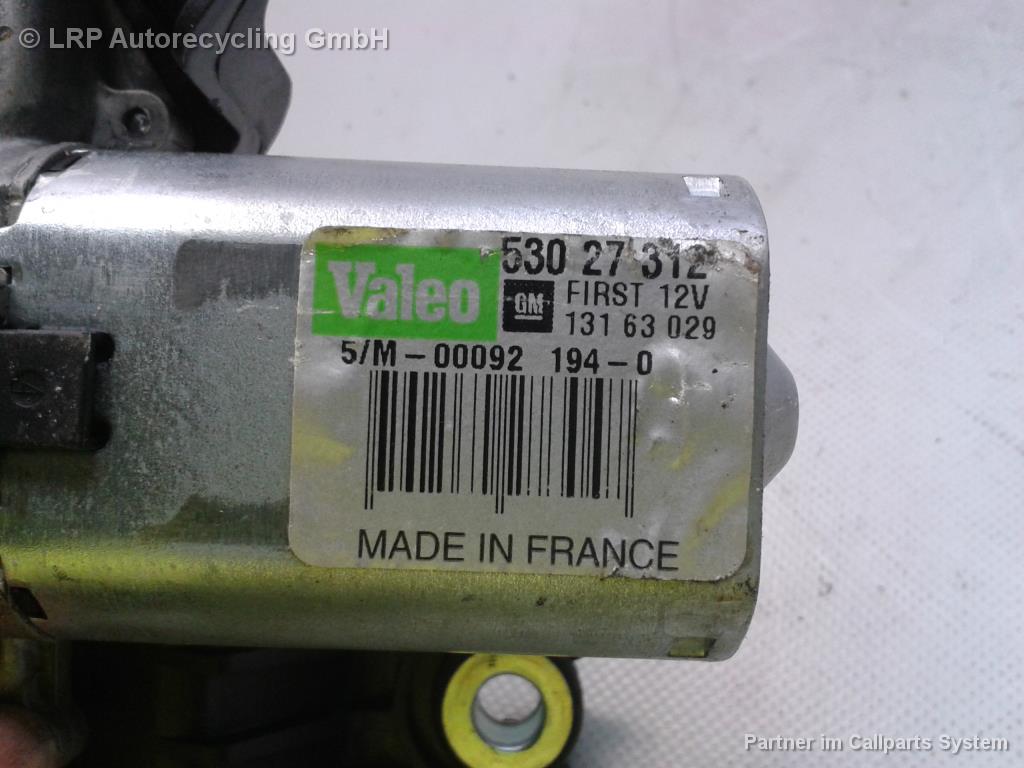 © LRP Autorecycling GmbH
Valeo
530 27 312
GM
FIRST 12V
131 63 029
5/M-00092 194-0
MADE IN FRANCE
Partner im Callparts System